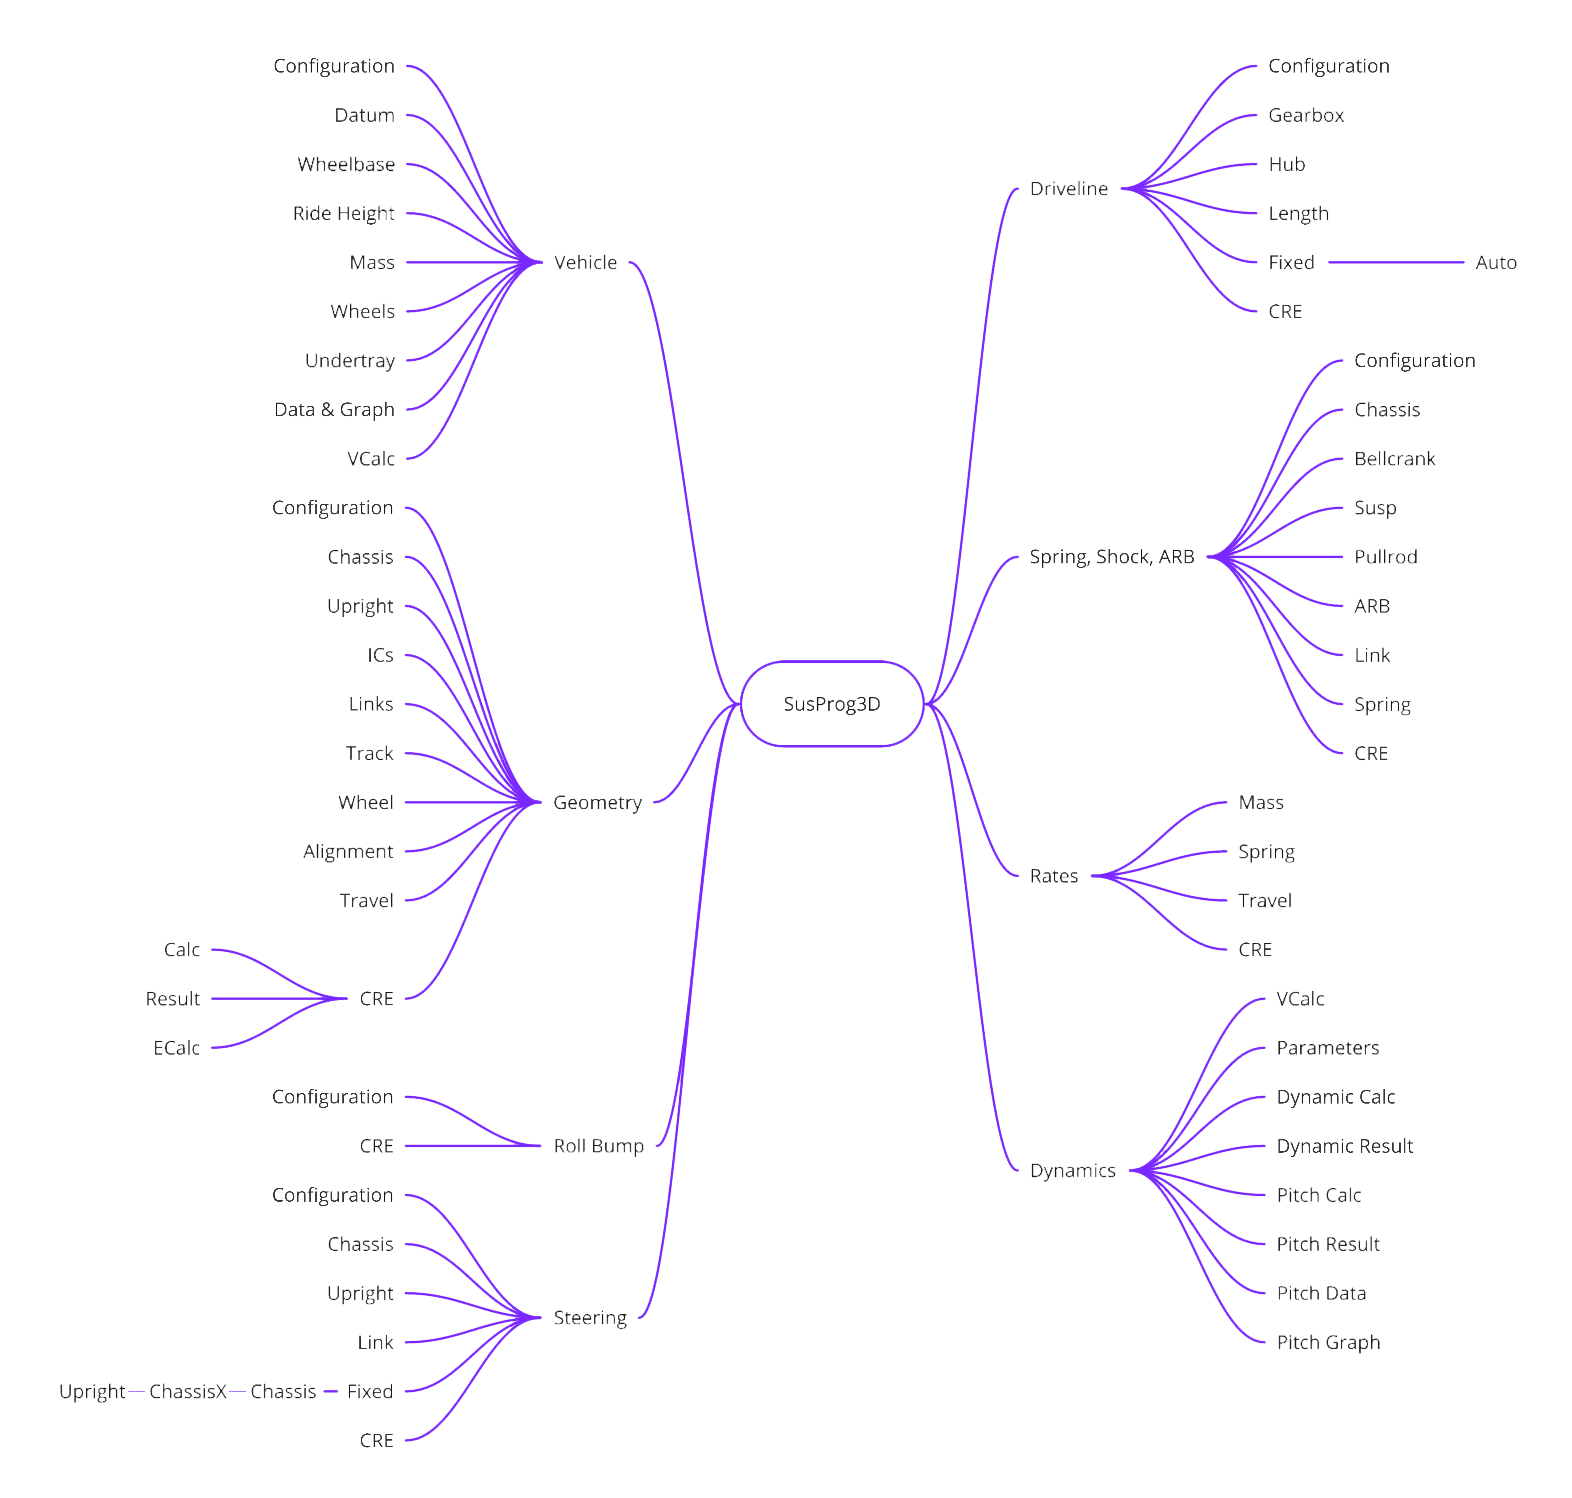 SusProg3D
Vehicle
Configuration
Datum
Wheelbase
Ride Height
Mass
Wheels
Undertray
Data & Graph
VCalc
Geometry
Configuration
Chassis
Upright
ICs
Links
Track
Wheel
Alignment
Travel
CRE
Calc
Result
ECalc
Roll Bump
Configuration
CRE
Steering
Configuration
Chassis
Upright
Link
Upright — ChassisX — Chassis
Fixed
CRE
Driveline
Configuration
Gearbox
Hub
Length
Fixed
Auto
CRE
Spring, Shock, ARB
Configuration
Chassis
Bellcrank
Susp
Pullrod
ARB
Link
Spring
CRE
Rates
Mass
Spring
Travel
CRE
Dynamics
VCalc
Parameters
Dynamic Calc
Dynamic Result
Pitch Calc
Pitch Result
Pitch Data
Pitch Graph